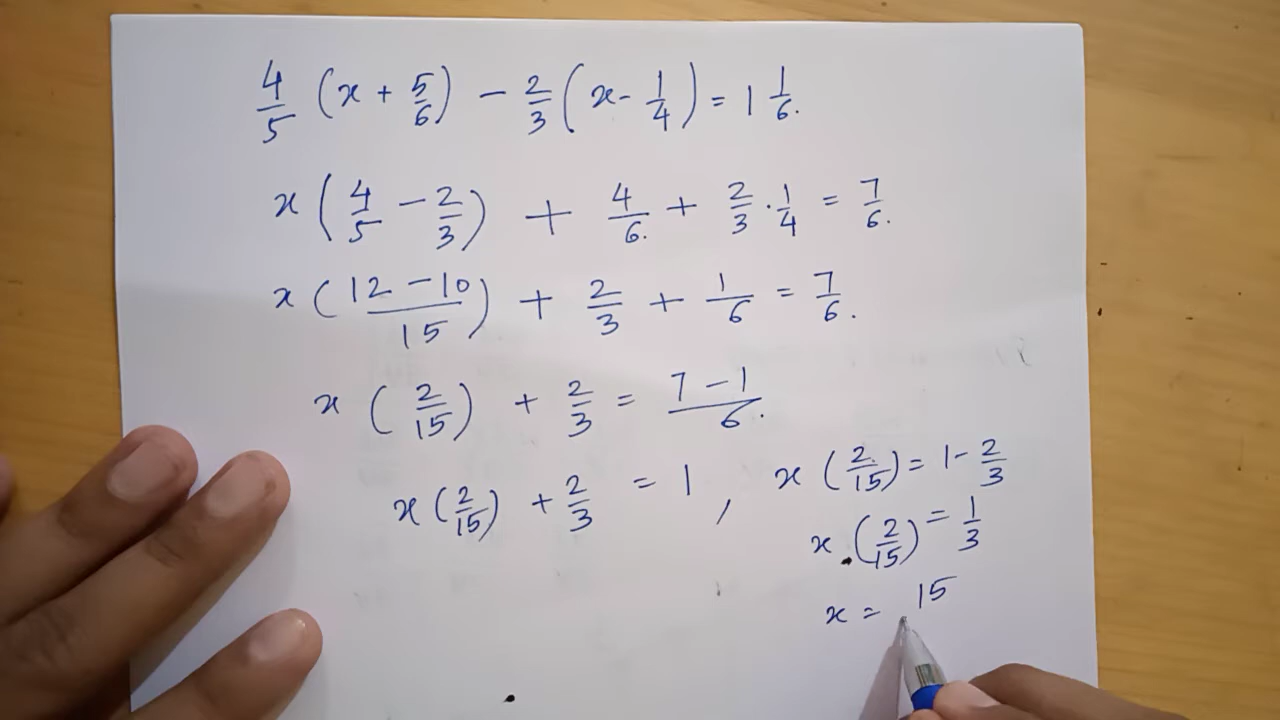 4/5 (x + 5/6) - 2/3 (x - 1/4) = 1 1/6.
x (4/5 - 2/3) + 4/6. + 2/3 · 1/4 = 7/6.
x ((12 - 10)/15) + 2/3 + 1/6 = 7/6.
x (2/15) + 2/3 = (7 - 1)/6.
x (2/15) + 2/3 = 1 , x (2/15) = 1 - 2/3
x (2/15) = 1/3
x = 15